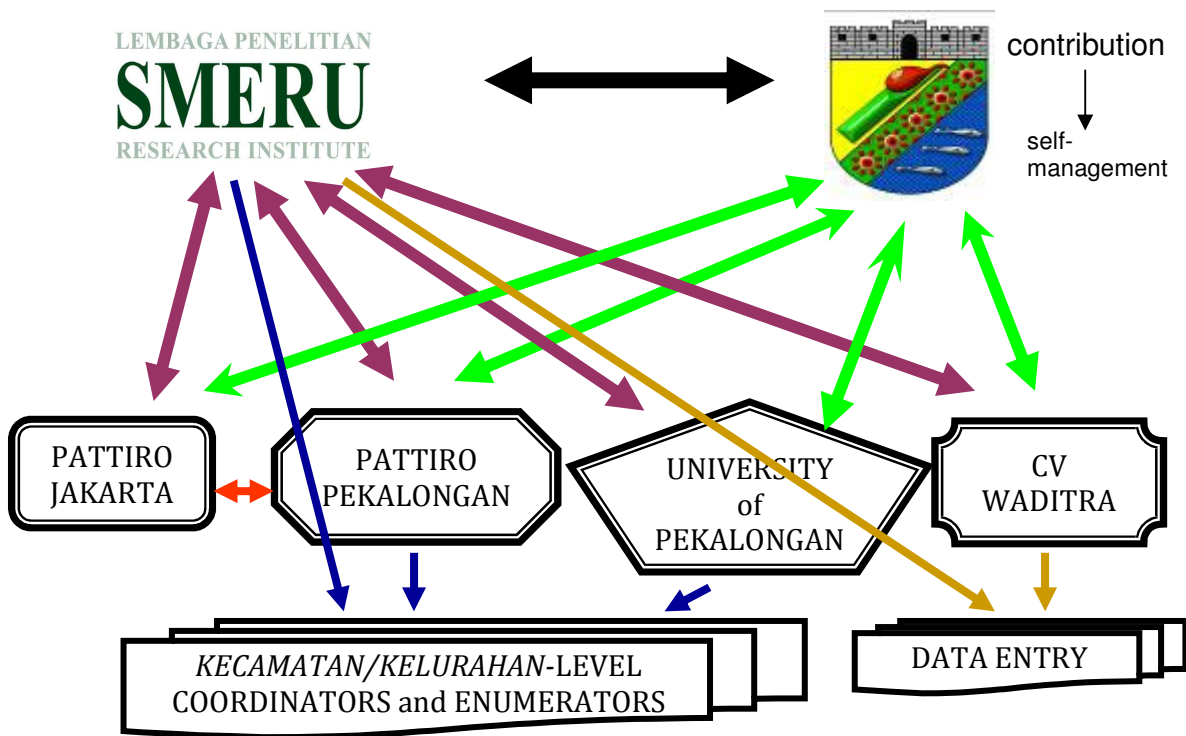 LEMBAGA PENELITIAN
SMERU
RESEARCH INSTITUTE
contribution
self-
management
PATTIRO
JAKARTA
PATTIRO
PEKALONGAN
UNIVERSITY
of
PEKALONGAN
CV
WADITRA
KECAMATAN/KELURAHAN-LEVEL
COORDINATORS and ENUMERATORS
DATA ENTRY